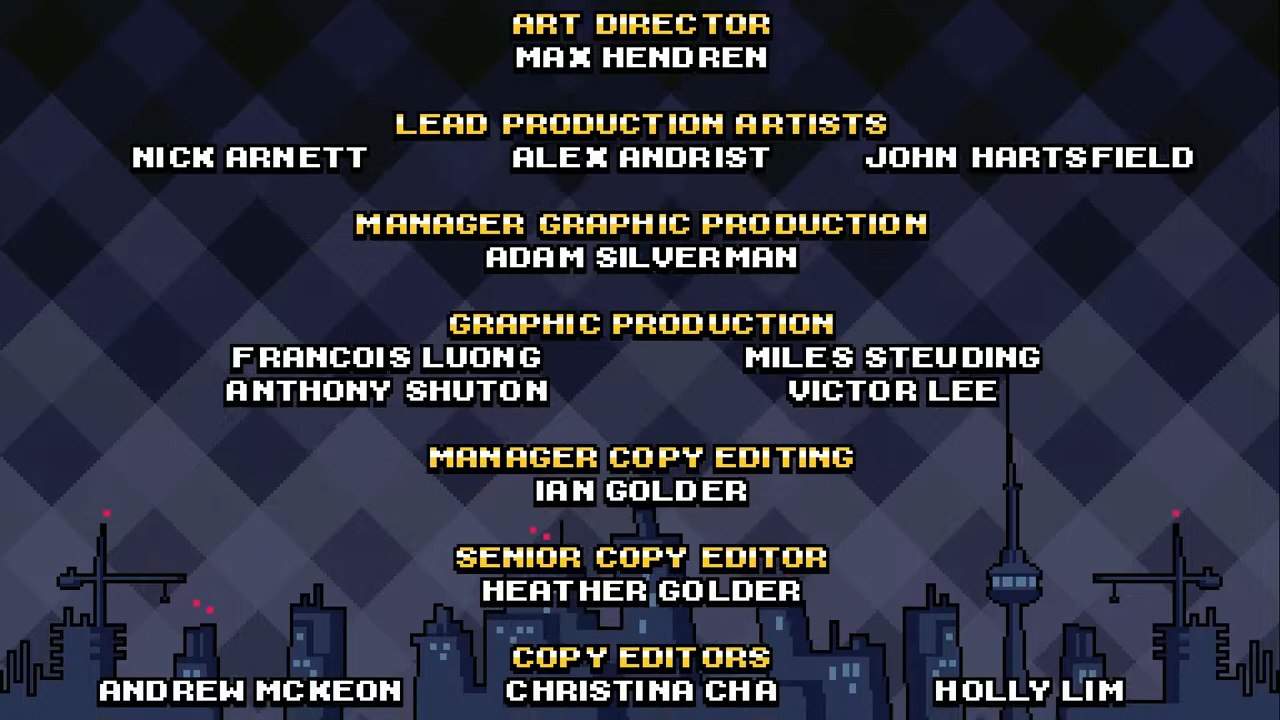 ART DIRECTOR
MAX HENDREN
LEAD PRODUCTION ARTISTS
NICK ARNETT ALEX ANDRIST JOHN HARTSFIELD
MANAGER GRAPHIC PRODUCTION
ADAM SILVERMAN
GRAPHIC PRODUCTION
FRANCOIS LUONG MILES STEUDING
ANTHONY SHUTON VICTOR LEE
MANAGER COPY EDITING
IAN GOLDER
SENIOR COPY EDITOR
HEATHER GOLDER
COPY EDITORS
ANDREW MCKEON CHRISTINA CHA HOLLY LIM